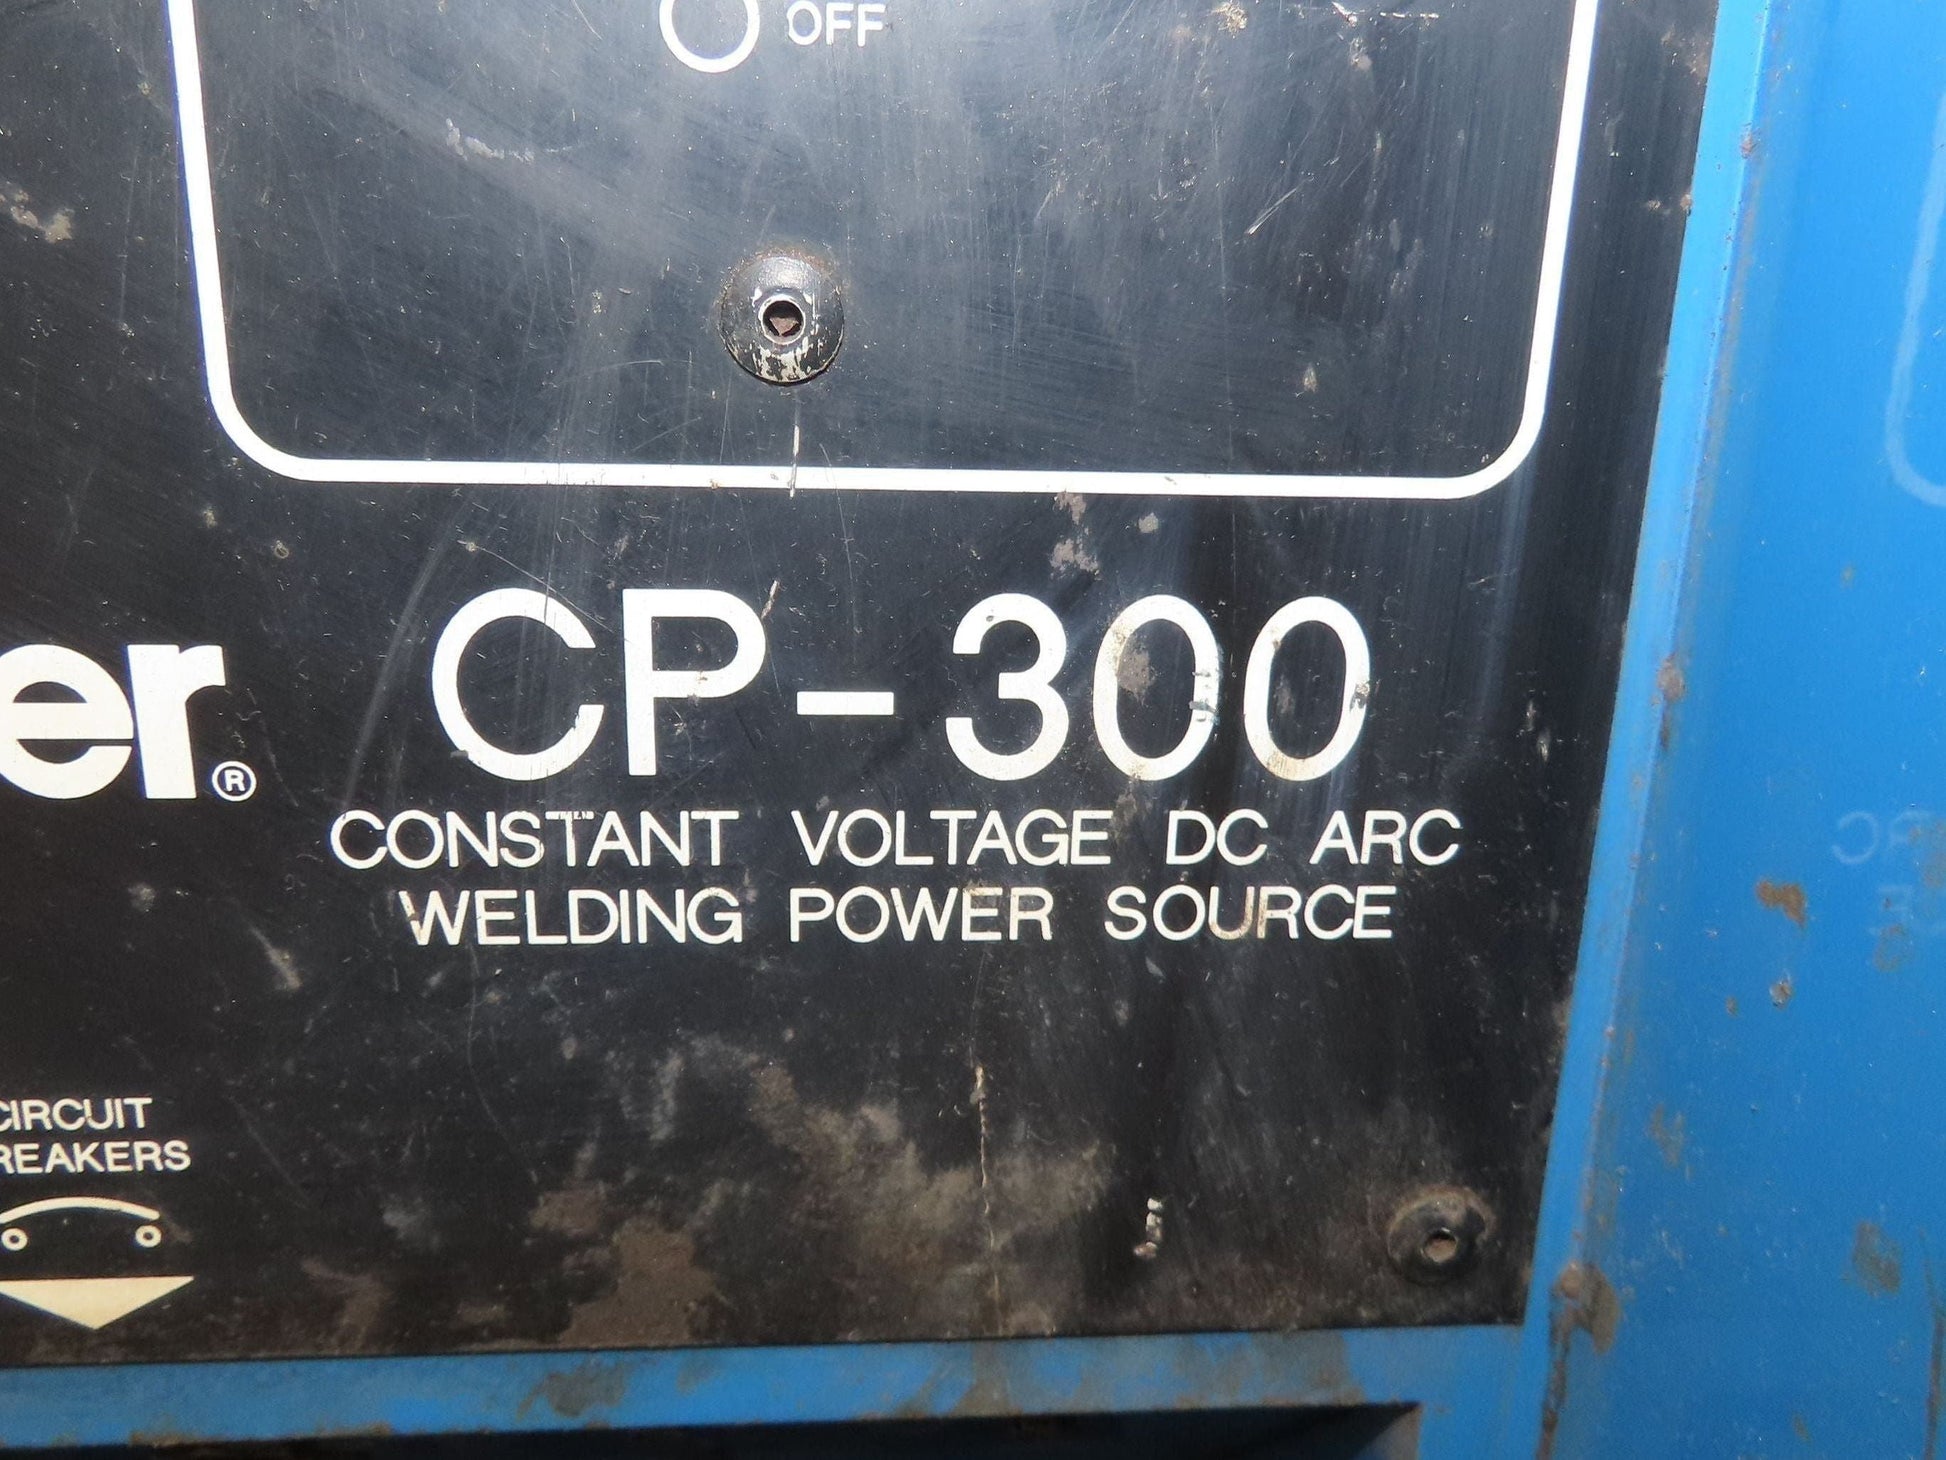 OFF
er®
CP-300
CONSTANT VOLTAGE DC ARC
WELDING POWER SOURCE
CIRCUIT
REAKERS